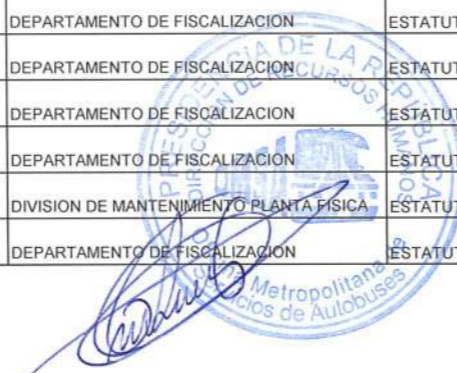 DEPARTAMENTO DE FISCALIZACION ESTATUT
DEPARTAMENTO DE FISCALIZACION ESTATUT
DEPARTAMENTO DE FISCALIZACION ESTATUT
DEPARTAMENTO DE FISCALIZACION ESTATUT
DIVISION DE MANTENIMIENTO PLANTA FISICA ESTATUT
DEPARTAMENTO DE FISCALIZACION ESTATUT
PRESIDENCIA DE LA REPUBLICA
DIRECCION DE RECURSOS HUMANOS
Metropolitana de
Autobuses